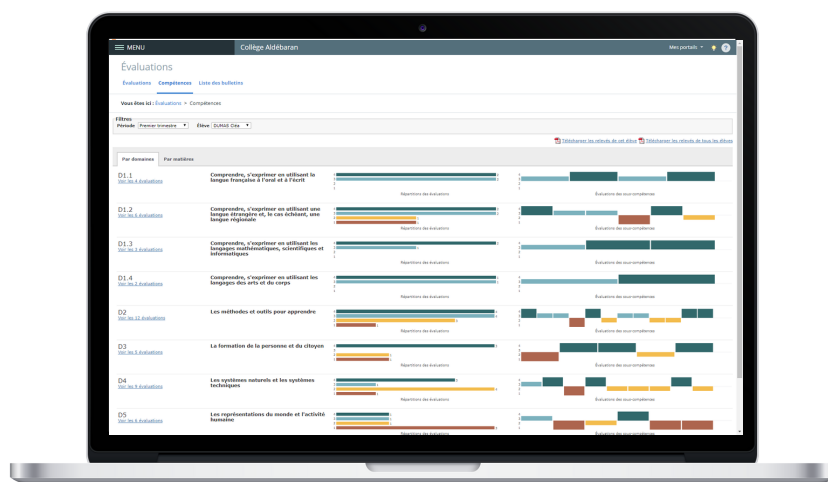 MENU
Collège Aldébaran
Mes portails
?
Évaluations
Évaluations Compétences Liste des bulletins
Vous êtes ici : Évaluations > Compétences
Filtres
Période Premier trimestre Élève DUMAS Cléa
Télécharger les relevés de cet élève Télécharger les relevés de tous les élèves
Par domaines Par matières
D1.1
Voir les 4 évaluations
Comprendre, s'exprimer en utilisant la
langue française à l'oral et à l'écrit
Répartitions des évaluations
Évaluations des sous-compétences
D1.2
Voir les 6 évaluations
Comprendre, s'exprimer en utilisant une
langue étrangère et, le cas échéant, une
langue régionale
Répartitions des évaluations
Évaluations des sous-compétences
D1.3
Voir les 3 évaluations
Comprendre, s'exprimer en utilisant les
langages mathématiques, scientifiques et
informatiques
Répartitions des évaluations
Évaluations des sous-compétences
D1.4
Voir les 2 évaluations
Comprendre, s'exprimer en utilisant les
langages des arts et du corps
Répartitions des évaluations
Évaluations des sous-compétences
D2
Voir les 12 évaluations
Les méthodes et outils pour apprendre
Répartitions des évaluations
Évaluations des sous-compétences
D3
Voir les 5 évaluations
La formation de la personne et du citoyen
Répartitions des évaluations
Évaluations des sous-compétences
D4
Voir les 9 évaluations
Les systèmes naturels et les systèmes
techniques
Répartitions des évaluations
Évaluations des sous-compétences
D5
Voir les 6 évaluations
Les représentations du monde et l'activité
humaine
Répartitions des évaluations
Évaluations des sous-compétences